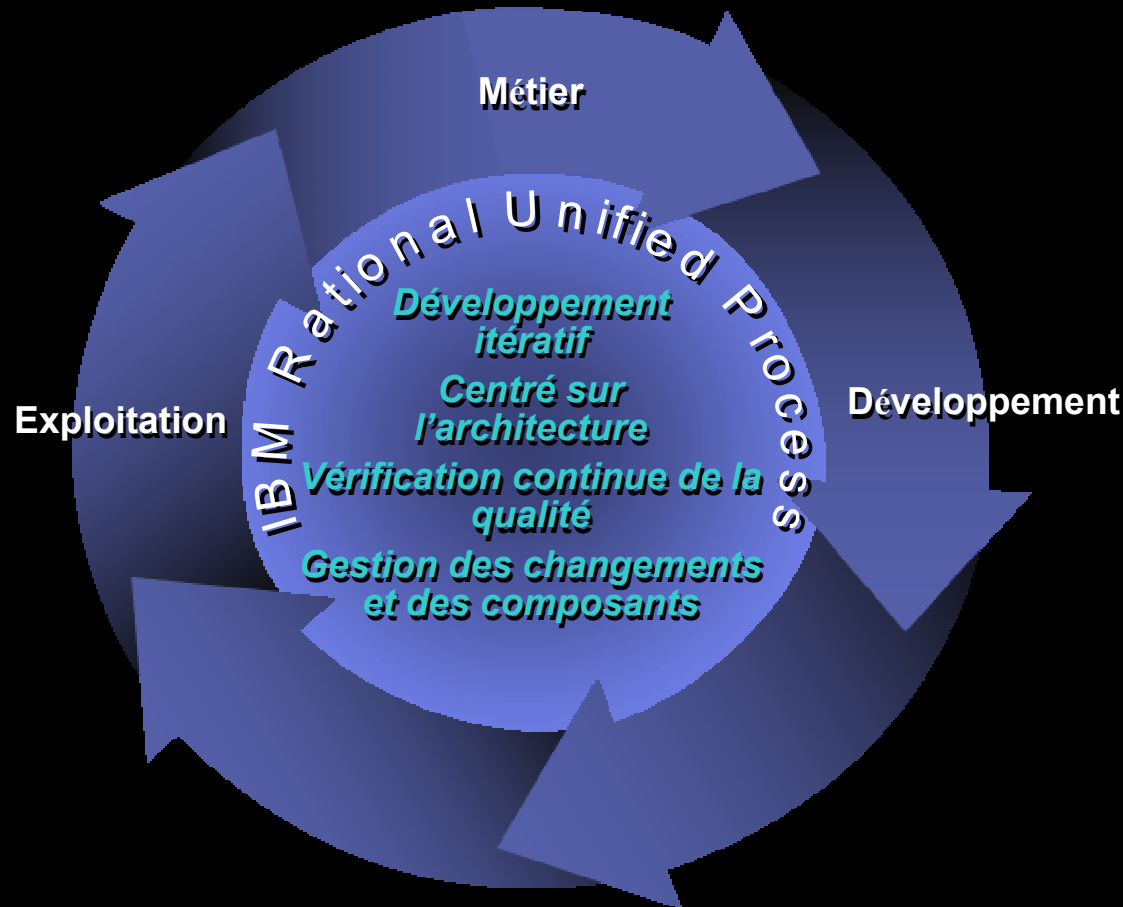 Métier
IBM Rational Unified Process
Développement
itératif
Centré sur
l'architecture
Vérification continue de la
qualité
Gestion des changements
et des composants
Exploitation
Développement